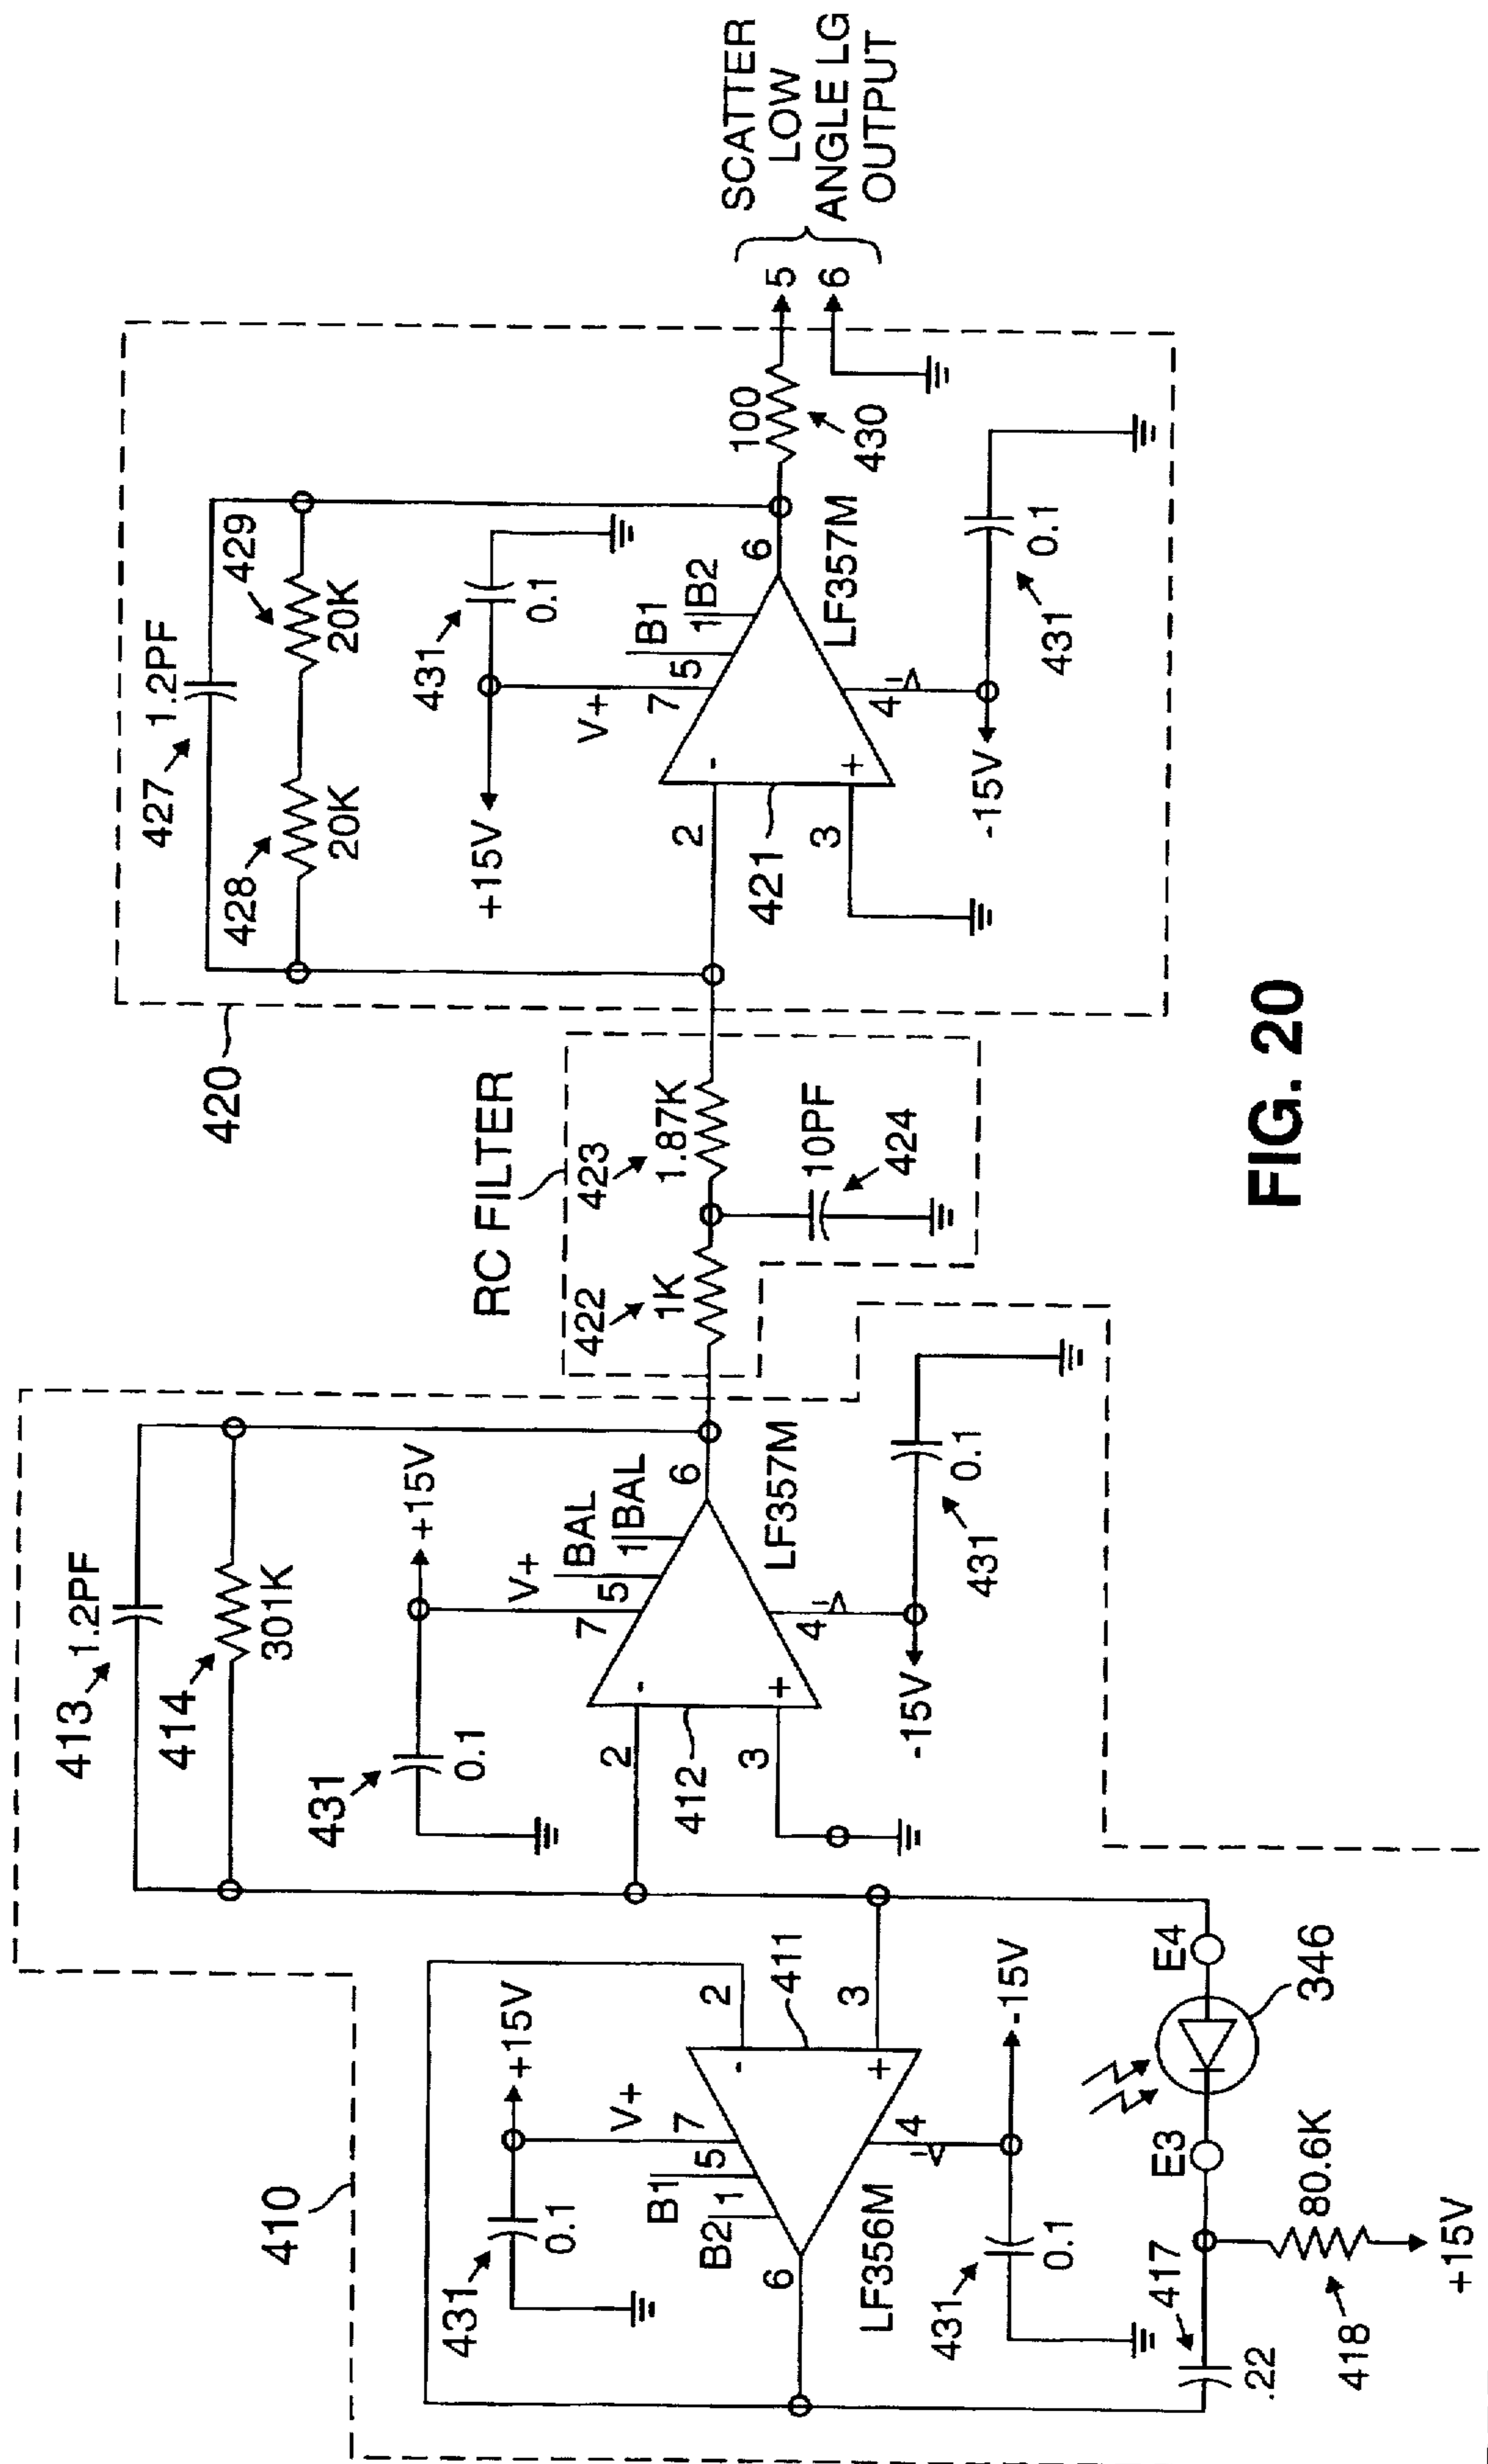 410
431
0.1
+15V
V+
B1
5
7
B2
1
2
-
411
6
+
3
LF356M
4
-15V
431
0.1
417
.22
E3
E4
346
80.6K
418
+15V
413
1.2PF
414
301K
431
0.1
+15V
V+
7
5
BAL
1
BAL
2
-
412
6
3
+
LF357M
4
-15V
0.1
431
RC FILTER
422
1K
423
1.87K
10PF
424
420
427
1.2PF
428
20K
429
20K
431
0.1
+15V
V+
7
5
B1
1
B2
2
-
421
6
3
+
LF357M
4
-15V
0.1
431
100
430
5
6
SCATTER
LOW
ANGLE LG
OUTPUT
FIG. 20